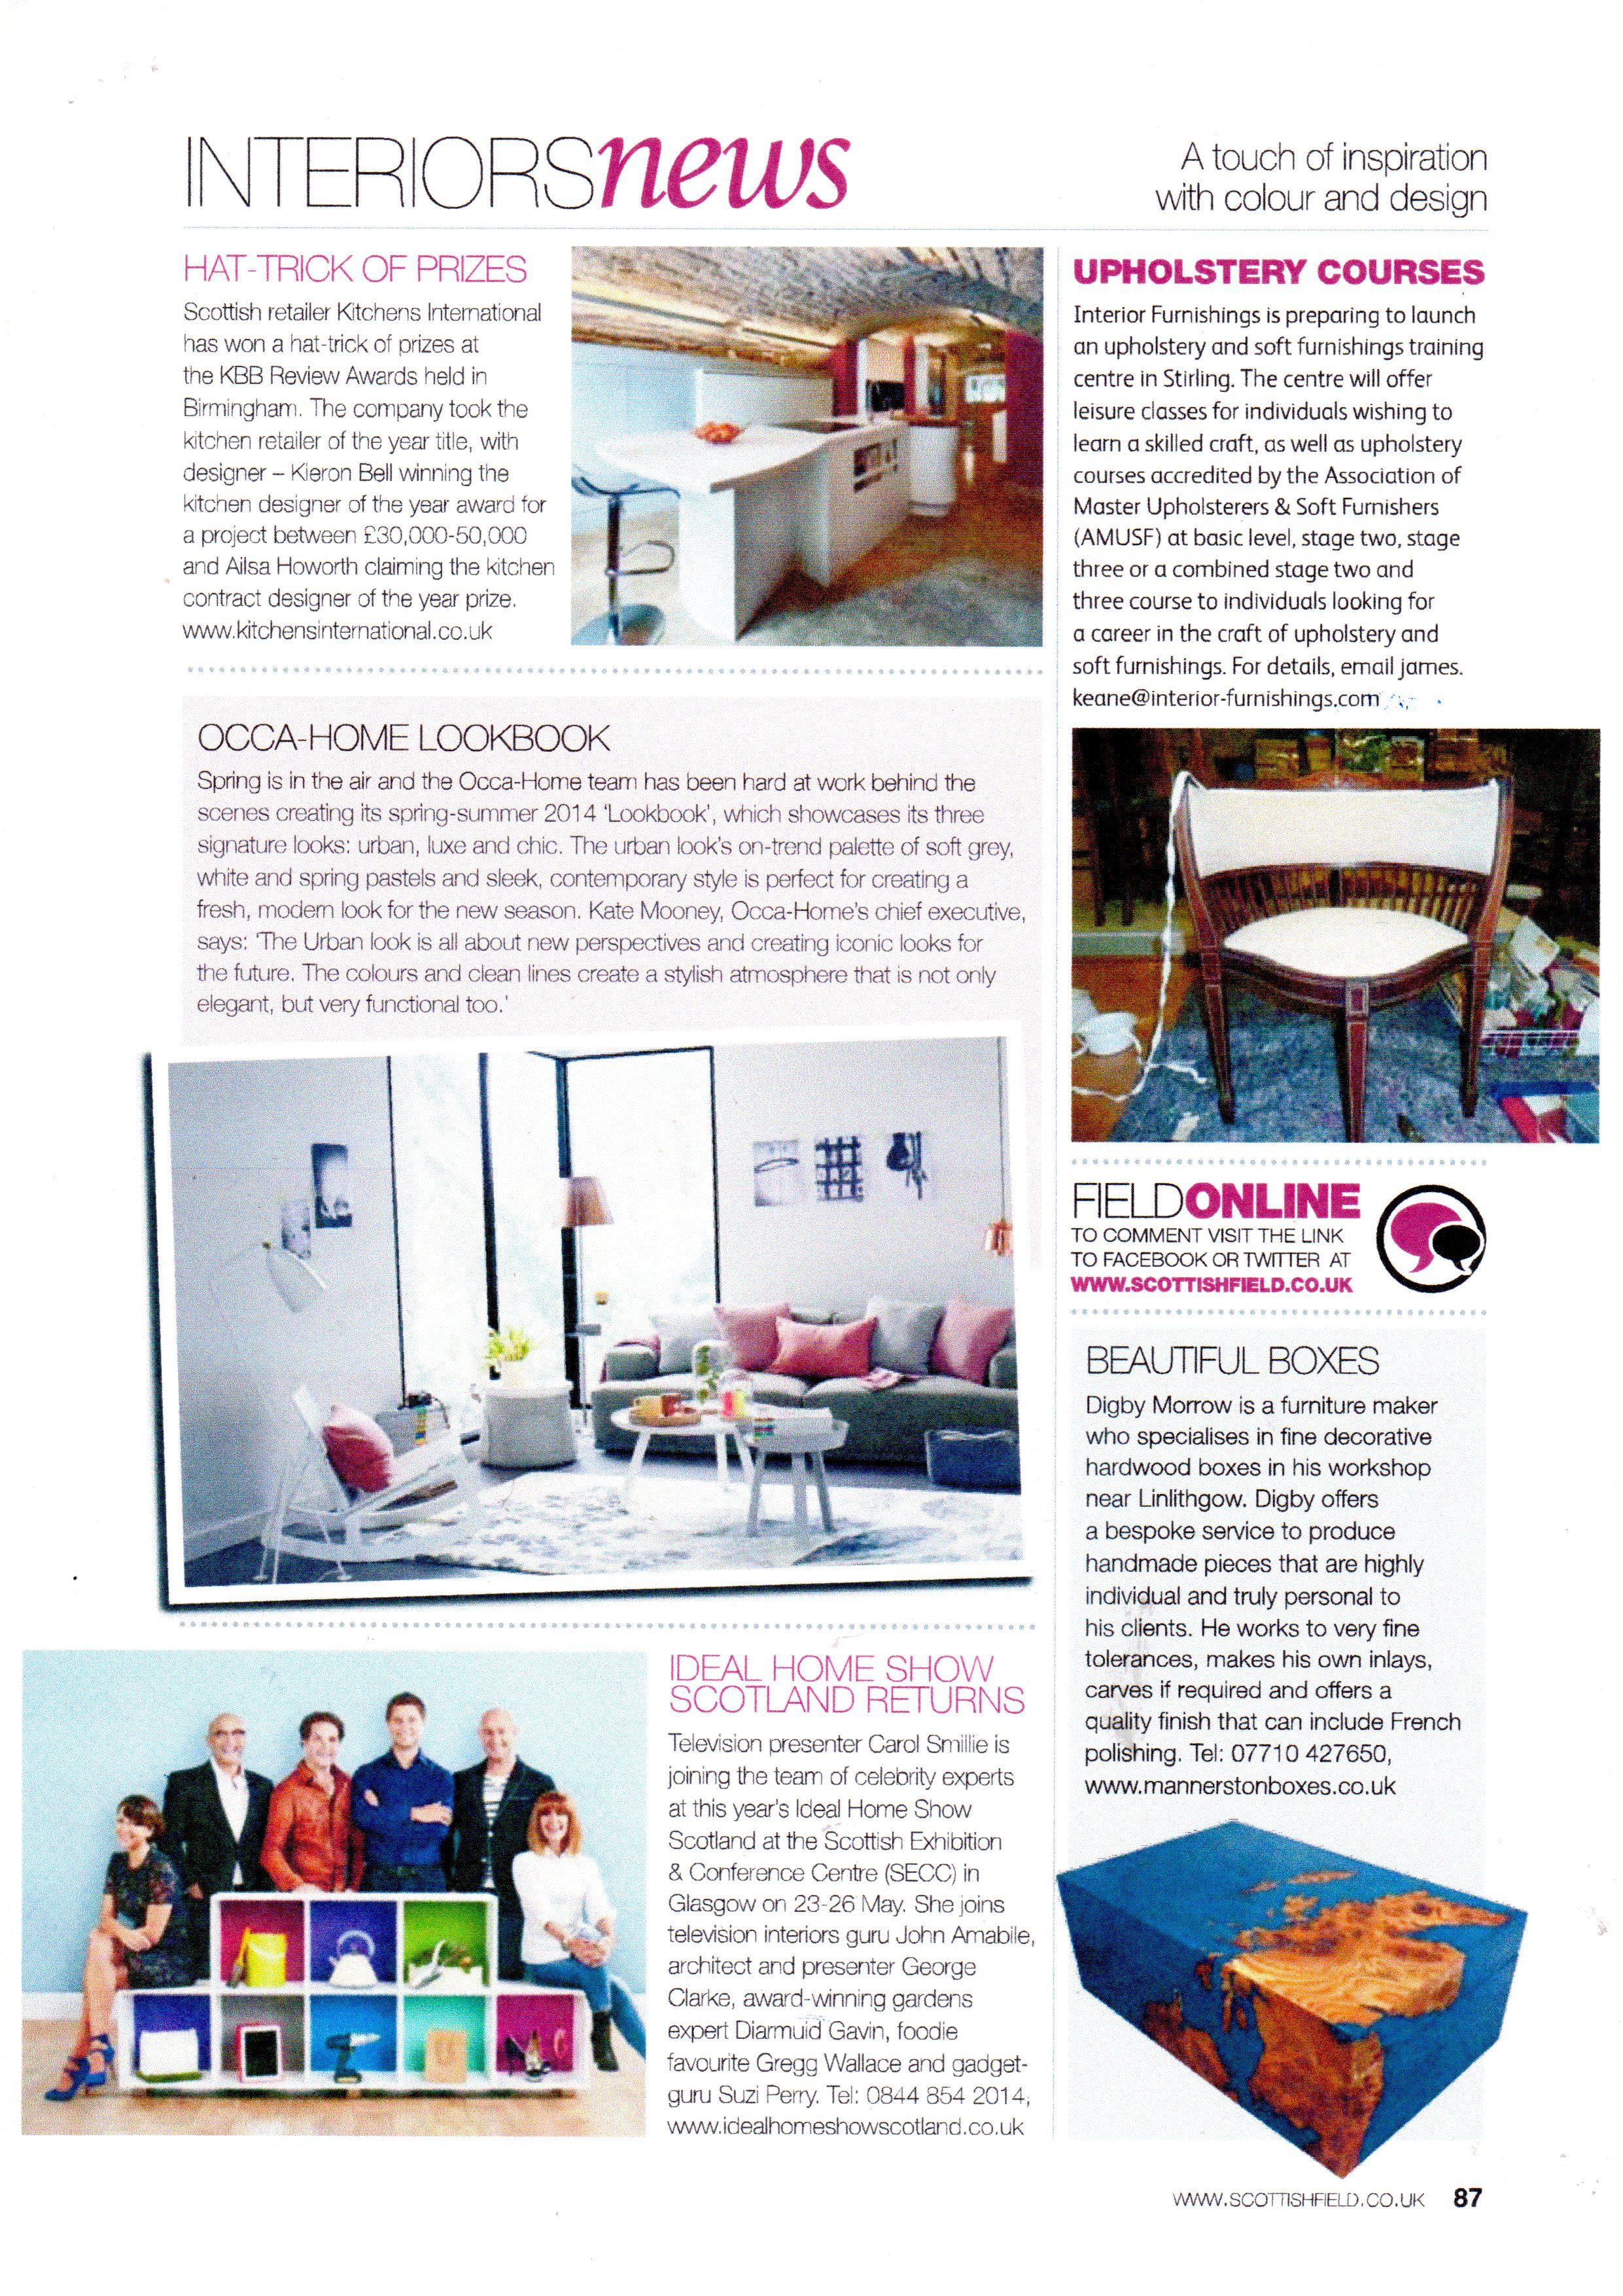 INTERIORSnews
A touch of inspiration
with colour and design
HAT-TRICK OF PRIZES
Scottish retailer Kitchens International
has won a hat-trick of prizes at
the KBB Review Awards held in
Birmingham. The company took the
kitchen retailer of the year title, with
designer – Kieron Bell winning the
kitchen designer of the year award for
a project between £30,000-50,000
and Ailsa Howorth claiming the kitchen
contract designer of the year prize.
www.kitchensinternational.co.uk
OCCA-HOME LOOKBOOK
Spring is in the air and the Occa-Home team has been hard at work behind the
scenes creating its spring-summer 2014 'Lookbook', which showcases its three
signature looks: urban, luxe and chic. The urban look's on-trend palette of soft grey,
white and spring pastels and sleek, contemporary style is perfect for creating a
fresh, modern look for the new season. Kate Mooney, Occa-Home's chief executive,
says: 'The Urban look is all about new perspectives and creating iconic looks for
the future. The colours and clean lines create a stylish atmosphere that is not only
elegant, but very functional too.'
IDEAL HOME SHOW
SCOTLAND RETURNS
Television presenter Carol Smillie is
joining the team of celebrity experts
at this year's Ideal Home Show
Scotland at the Scottish Exhibition
& Conference Centre (SECC) in
Glasgow on 23-26 May. She joins
television interiors guru John Amabile,
architect and presenter George
Clarke, award-winning gardens
expert Diarmuid Gavin, foodie
favourite Gregg Wallace and gadget-
guru Suzi Perry. Tel: 0844 854 2014,
www.idealhomeshowscotland.co.uk
UPHOLSTERY COURSES
Interior Furnishings is preparing to launch
an upholstery and soft furnishings training
centre in Stirling. The centre will offer
leisure classes for individuals wishing to
learn a skilled craft, as well as upholstery
courses accredited by the Association of
Master Upholsterers & Soft Furnishers
(AMUSF) at basic level, stage two, stage
three or a combined stage two and
three course to individuals looking for
a career in the craft of upholstery and
soft furnishings. For details, email james.
keane@interior-furnishings.com
FIELDONLINE
TO COMMENT VISIT THE LINK
TO FACEBOOK OR TWITTER AT
WWW.SCOTTISHFIELD.CO.UK
BEAUTIFUL BOXES
Digby Morrow is a furniture maker
who specialises in fine decorative
hardwood boxes in his workshop
near Linlithgow. Digby offers
a bespoke service to produce
handmade pieces that are highly
individual and truly personal to
his clients. He works to very fine
tolerances, makes his own inlays,
carves if required and offers a
quality finish that can include French
polishing. Tel: 07710 427650,
www.mannerstonboxes.co.uk
WWW.SCOTTISHFIELD.CO.UK 87